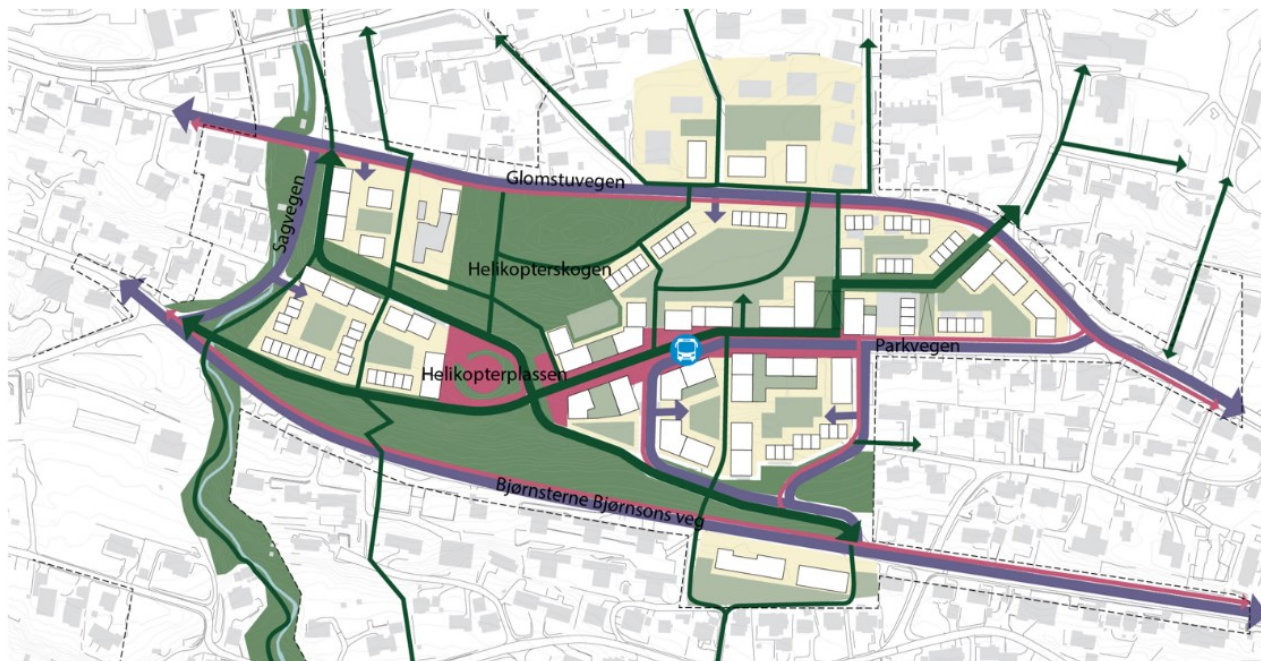 Glomstuvegen
Sagvegen
Helikopterskogen
Parkvegen
Helikopterplassen
Bjørnsterne Bjørnsons veg